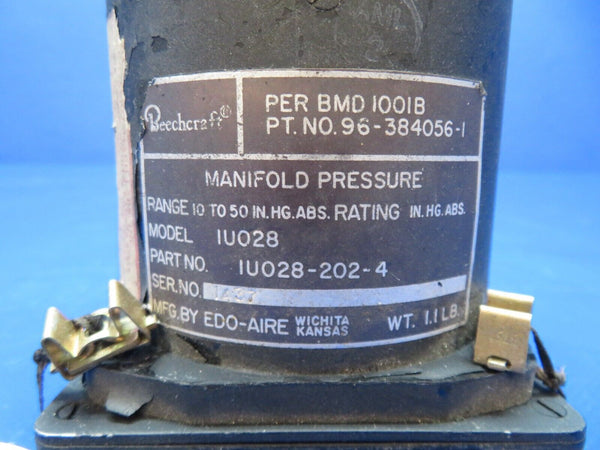 Beechcraft®
PER BMD 1001B
PT. NO. 96-384056-1
MANIFOLD PRESSURE
RANGE 10 TO 50 IN. HG. ABS. RATING IN. HG. ABS.
MODEL 1U028
PART NO. 1U028-202-4
SER. NO.
MFG. BY EDO-AIRE WICHITA KANSAS WT. 1.1 LB.